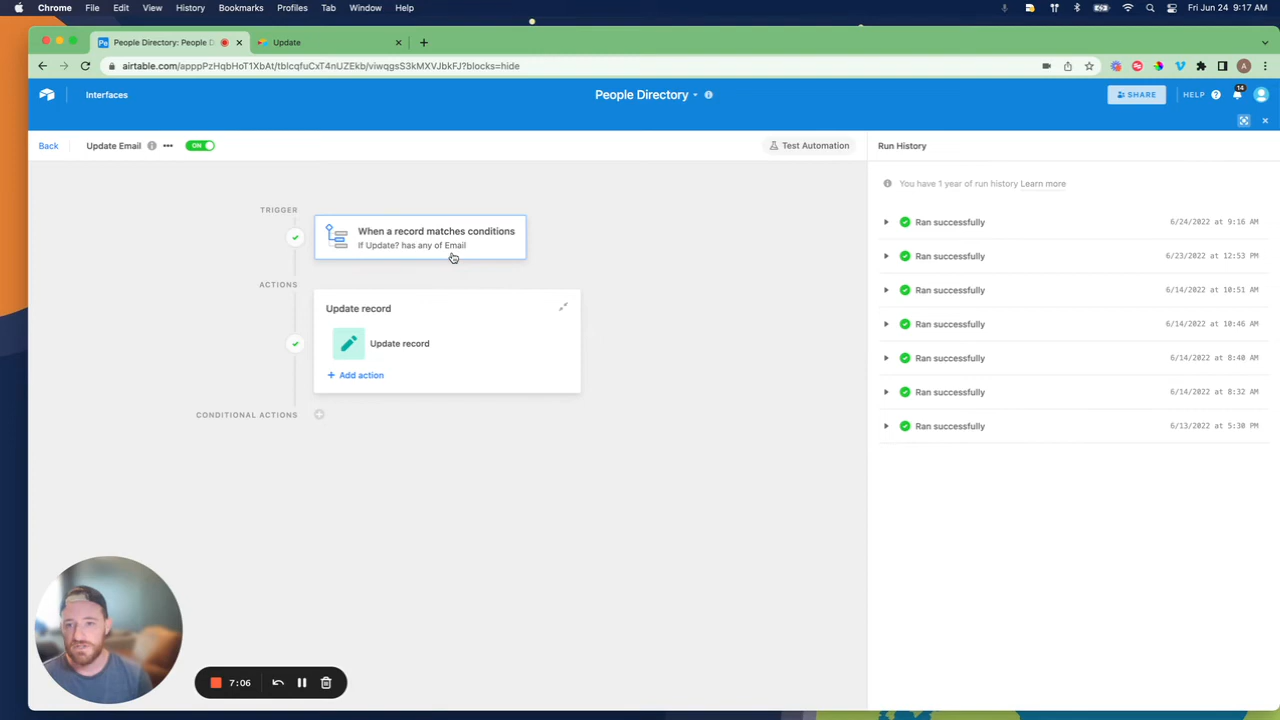 Chrome File Edit View History Bookmarks Profiles Tab Window Help
Fri Jun 24 9:17 AM
People Directory: People D
Update
airtable.com/apppPzHqbHoT1XbAt/tblcqfuCxT4nUZEkb/viwqgsS3kMXVJbkFJ?blocks=hide
A
Interfaces
People Directory
SHARE
HELP
14
Back
Update Email
ON
Test Automation
Run History
You have 1 year of run history Learn more
TRIGGER
When a record matches conditions
If Update? has any of Email
ACTIONS
Update record
Update record
+ Add action
CONDITIONAL ACTIONS
Ran successfully 6/24/2022 at 9:16 AM
Ran successfully 6/23/2022 at 12:53 PM
Ran successfully 6/14/2022 at 10:51 AM
Ran successfully 6/14/2022 at 10:46 AM
Ran successfully 6/14/2022 at 8:40 AM
Ran successfully 6/14/2022 at 8:32 AM
Ran successfully 6/13/2022 at 5:30 PM
7:06